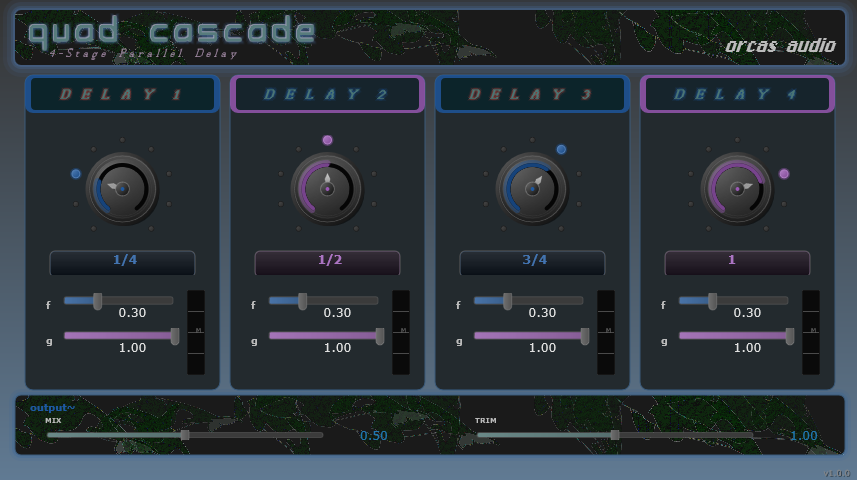 quad cascade
4-Stage Parallel Delay
orcas audio
DELAY 1
DELAY 2
DELAY 3
DELAY 4
1/4
1/2
3/4
1
f 0.30 f 0.30 f 0.30 f 0.30
M M M M
g 1.00 g 1.00 g 1.00 g 1.00
output~
MIX 0.50
TRIM 1.00
v1.0.0